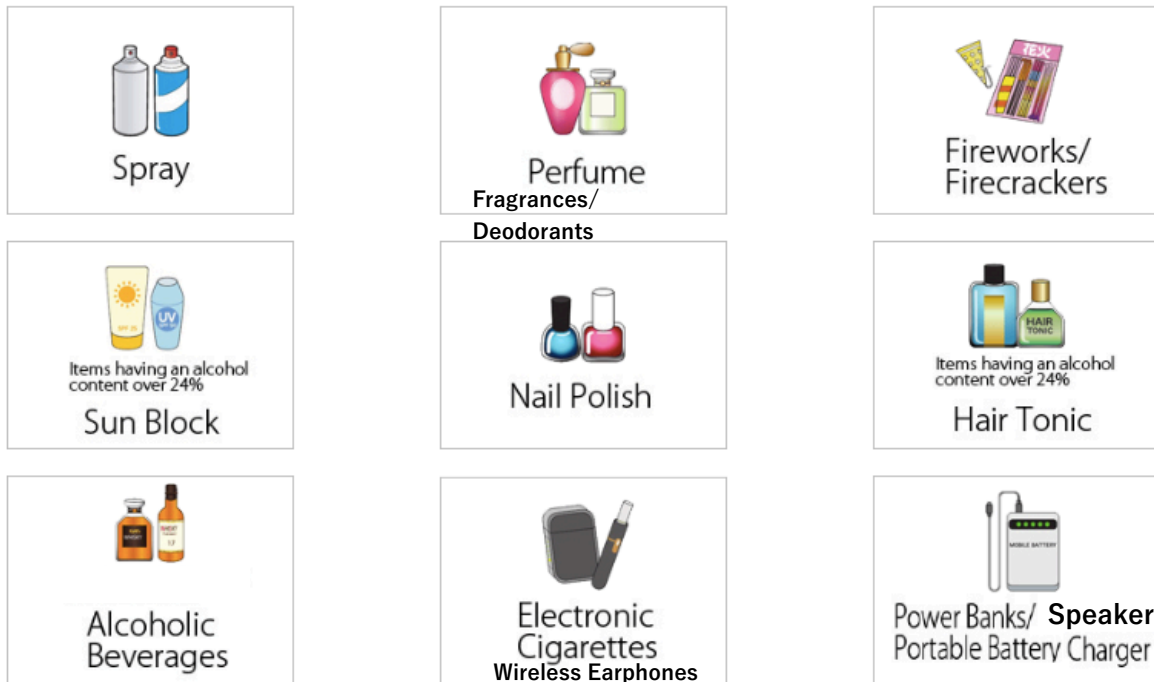 Spray
Perfume
Fragrances/
Deodorants
花火
Fireworks/
Firecrackers
SPF 25
UV
Items having an alcohol
content over 24%
Sun Block
Nail Polish
HAIR
TONIC
Items having an alcohol
content over 24%
Hair Tonic
Alcoholic
Beverages
Electronic
Cigarettes
Wireless Earphones
MOBILE BATTERY
Power Banks/ Speaker
Portable Battery Charger